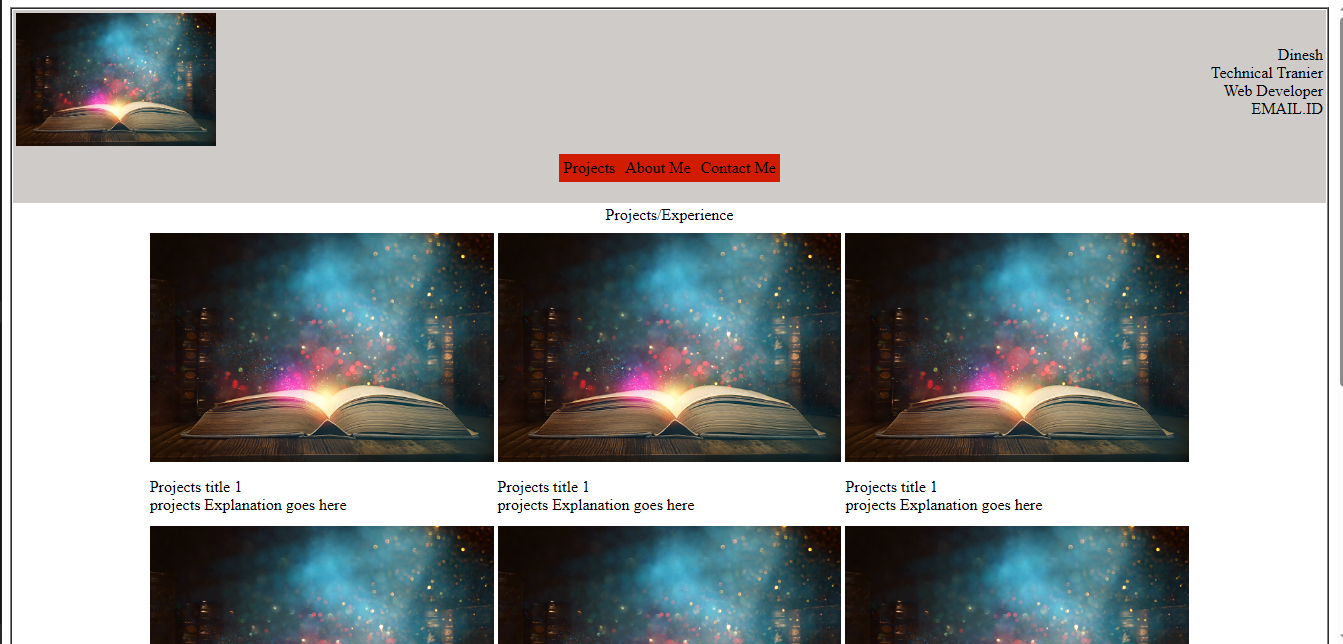 Dinesh
Technical Tranier
Web Developer
EMAIL.ID
Projects About Me Contact Me
Projects/Experience
Projects title 1
projects Explanation goes here
Projects title 1
projects Explanation goes here
Projects title 1
projects Explanation goes here